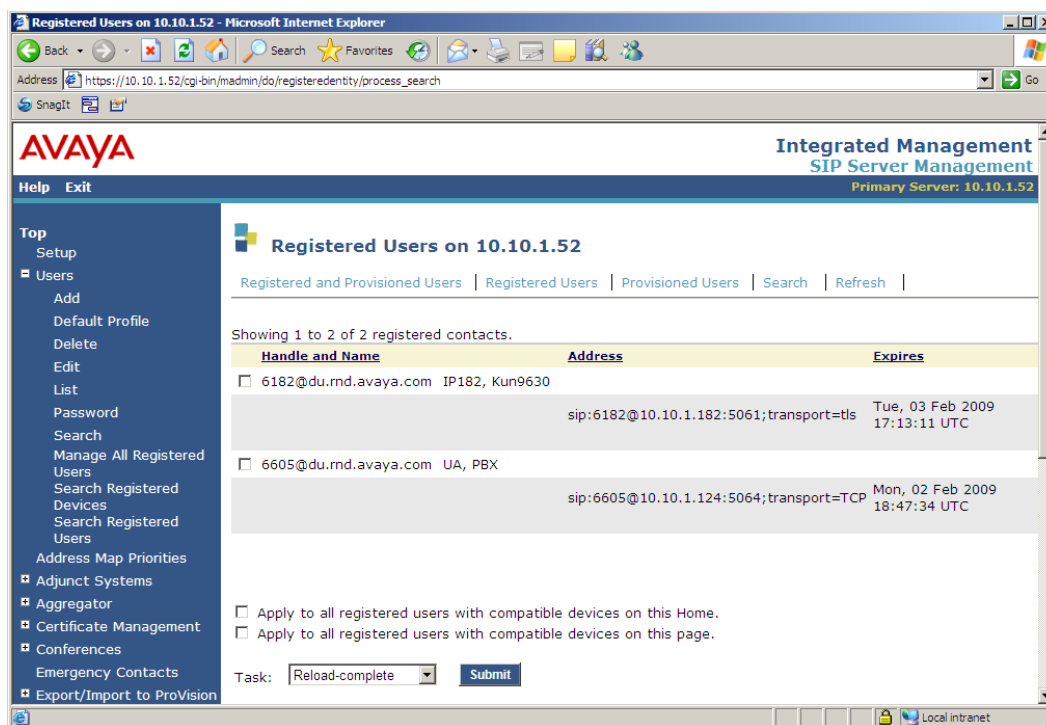 Registered Users on 10.10.1.52 - Microsoft Internet Explorer
Back Search Favorites
Address https://10.10.1.52/cgi-bin/madmin/do/registeredentity/process_search Go
SnagIt
AVAYA
Integrated Management
SIP Server Management
Help Exit
Primary Server: 10.10.1.52
Top
Setup
Users
Add
Default Profile
Delete
Edit
List
Password
Search
Manage All Registered
Users
Search Registered
Devices
Search Registered
Users
Address Map Priorities
Adjunct Systems
Aggregator
Certificate Management
Conferences
Emergency Contacts
Export/Import to ProVision
Registered Users on 10.10.1.52
Registered and Provisioned Users | Registered Users | Provisioned Users | Search | Refresh |
Showing 1 to 2 of 2 registered contacts.
Handle and Name Address Expires
6182@du.rnd.avaya.com IP182, Kun9630
sip:6182@10.10.1.182:5061;transport=tls Tue, 03 Feb 2009
17:13:11 UTC
6605@du.rnd.avaya.com UA, PBX
sip:6605@10.10.1.124:5064;transport=TCP Mon, 02 Feb 2009
18:47:34 UTC
Apply to all registered users with compatible devices on this Home.
Apply to all registered users with compatible devices on this page.
Task: Reload-complete Submit
Local intranet